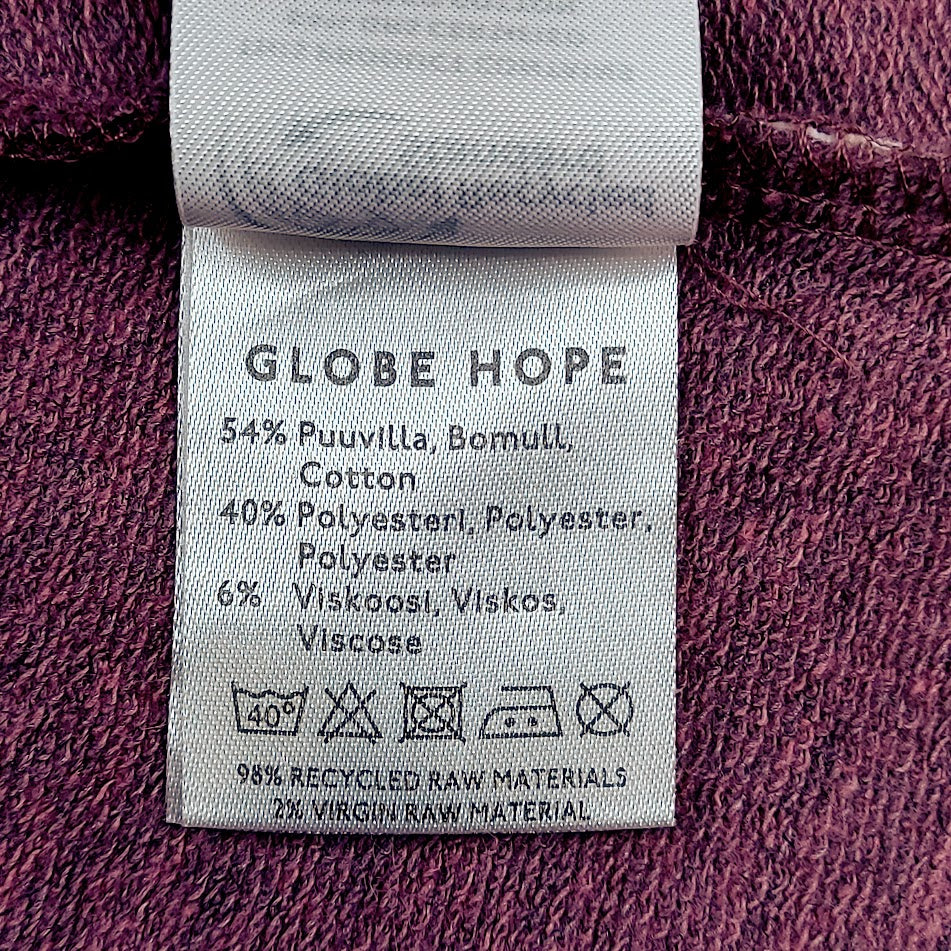 GLOBE HOPE
54% Puuvilla, Bomull,
Cotton
40% Polyesteri, Polyester,
Polyester
6% Viskoosi, Viskos,
Viscose
40°
98% RECYCLED RAW MATERIALS
2% VIRGIN RAW MATERIAL